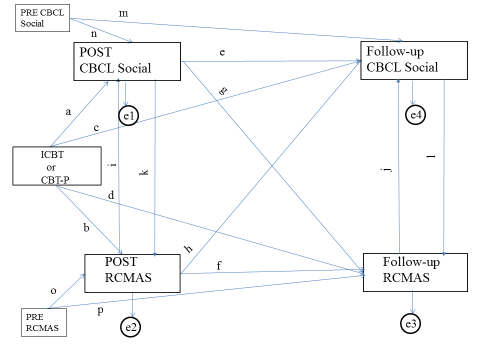 PRE CBCL
Social
m
n
POST
CBCL Social
e
Follow-up
CBCL Social
g
a
e1
c
e4
ICBT
or
CBT-P
i
k
j
l
d
b
h
POST
RCMAS
f
Follow-up
RCMAS
o
p
PRE
RCMAS
e2
e3